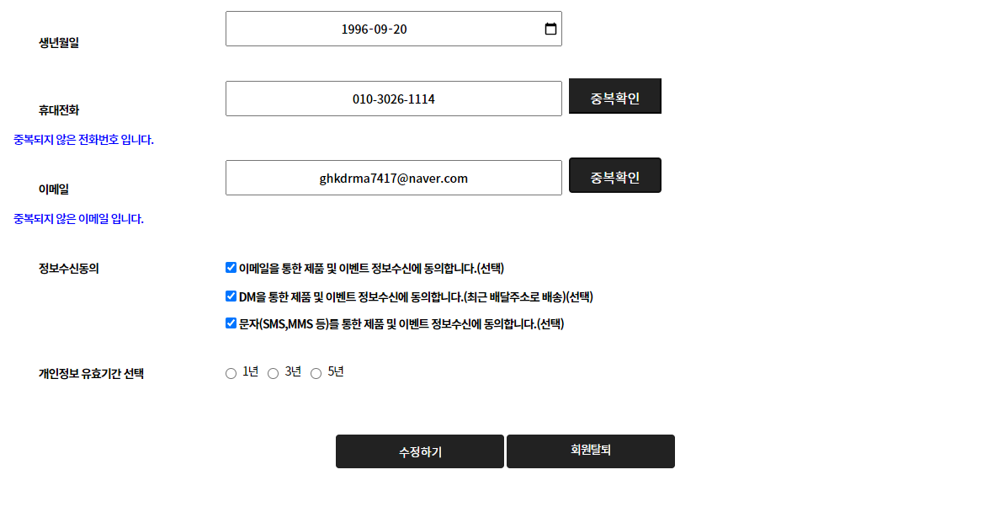 생년월일 1996-09-20
휴대전화 010-3026-1114 중복확인
중복되지 않은 전화번호 입니다.
이메일 ghkdrma7417@naver.com 중복확인
중복되지 않은 이메일 입니다.
정보수신동의 이메일을 통한 제품 및 이벤트 정보수신에 동의합니다.(선택)
DM을 통한 제품 및 이벤트 정보수신에 동의합니다.(최근 배달주소로 배송)(선택)
문자(SMS,MMS 등)를 통한 제품 및 이벤트 정보수신에 동의합니다.(선택)
개인정보 유효기간 선택 1년 3년 5년
수정하기 회원탈퇴